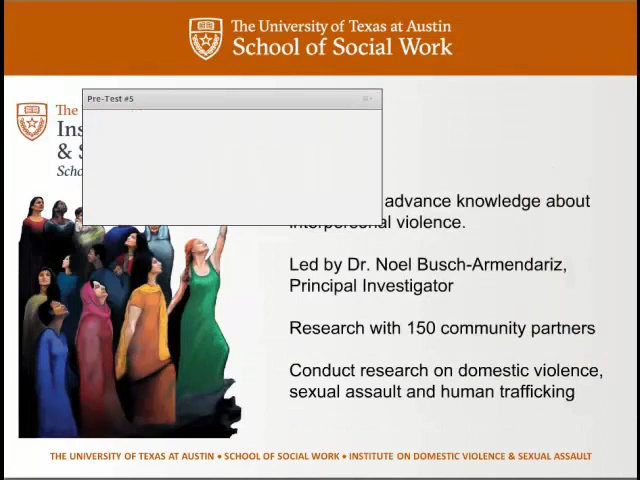 The University of Texas at Austin
School of Social Work
Pre-Test #5
The
Ins
& S
Scho
advance knowledge about
interpersonal violence.
Led by Dr. Noel Busch-Armendariz,
Principal Investigator
Research with 150 community partners
Conduct research on domestic violence,
sexual assault and human trafficking
THE UNIVERSITY OF TEXAS AT AUSTIN • SCHOOL OF SOCIAL WORK • INSTITUTE ON DOMESTIC VIOLENCE & SEXUAL ASSAULT